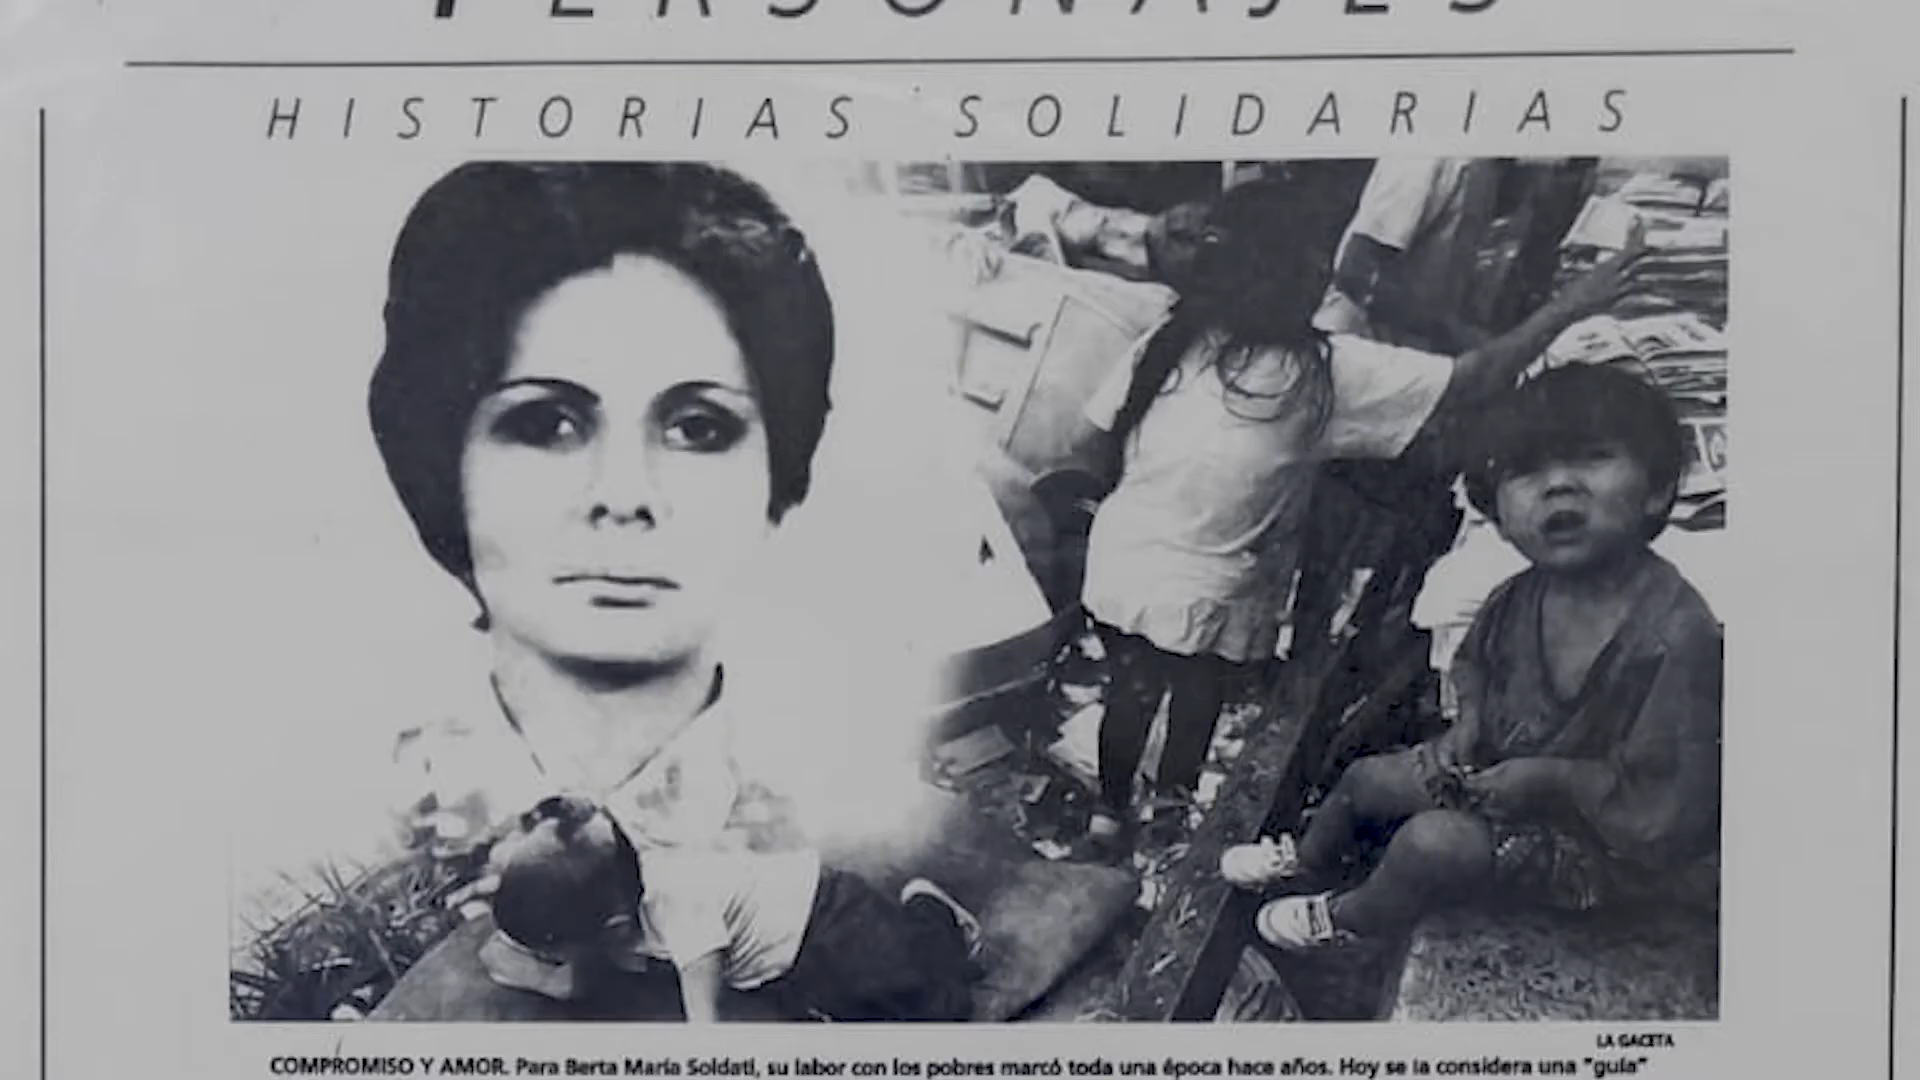 PERSONAJES
HISTORIAS SOLIDARIAS
LA GACETA
COMPROMISO Y AMOR. Para Berta María Soldati, su labor con los pobres marcó toda una época hace años. Hoy se la considera una "guía"